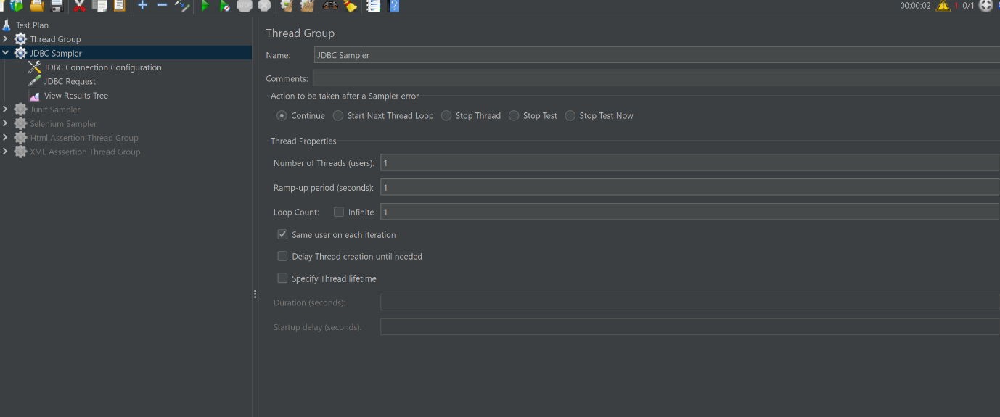 00:00:02 1 0/1
Test Plan
Thread Group
JDBC Sampler
JDBC Connection Configuration
JDBC Request
View Results Tree
Junit Sampler
Selenium Sampler
Html Assertion Thread Group
XML Asssertion Thread Group
Thread Group
Name: JDBC Sampler
Comments:
Action to be taken after a Sampler error
Continue Start Next Thread Loop Stop Thread Stop Test Stop Test Now
Thread Properties
Number of Threads (users): 1
Ramp-up period (seconds): 1
Loop Count: Infinite 1
Same user on each iteration
Delay Thread creation until needed
Specify Thread lifetime
Duration (seconds):
Startup delay (seconds):